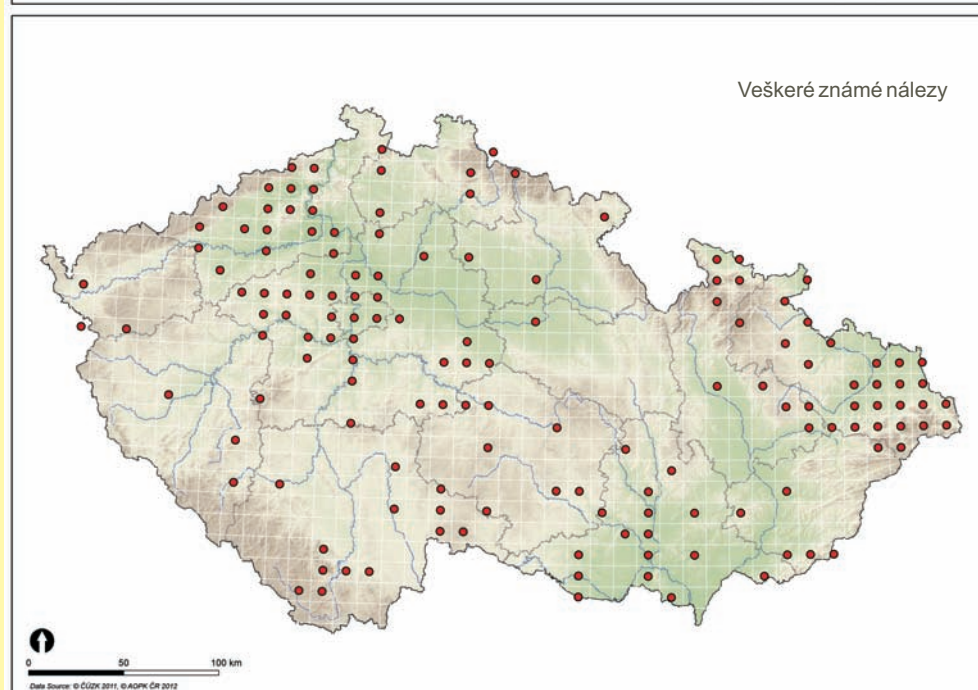 Veškeré známé nálezy
0 50 100 km
Data Source: © ČÚZK 2011, © AOPK ČR 2012